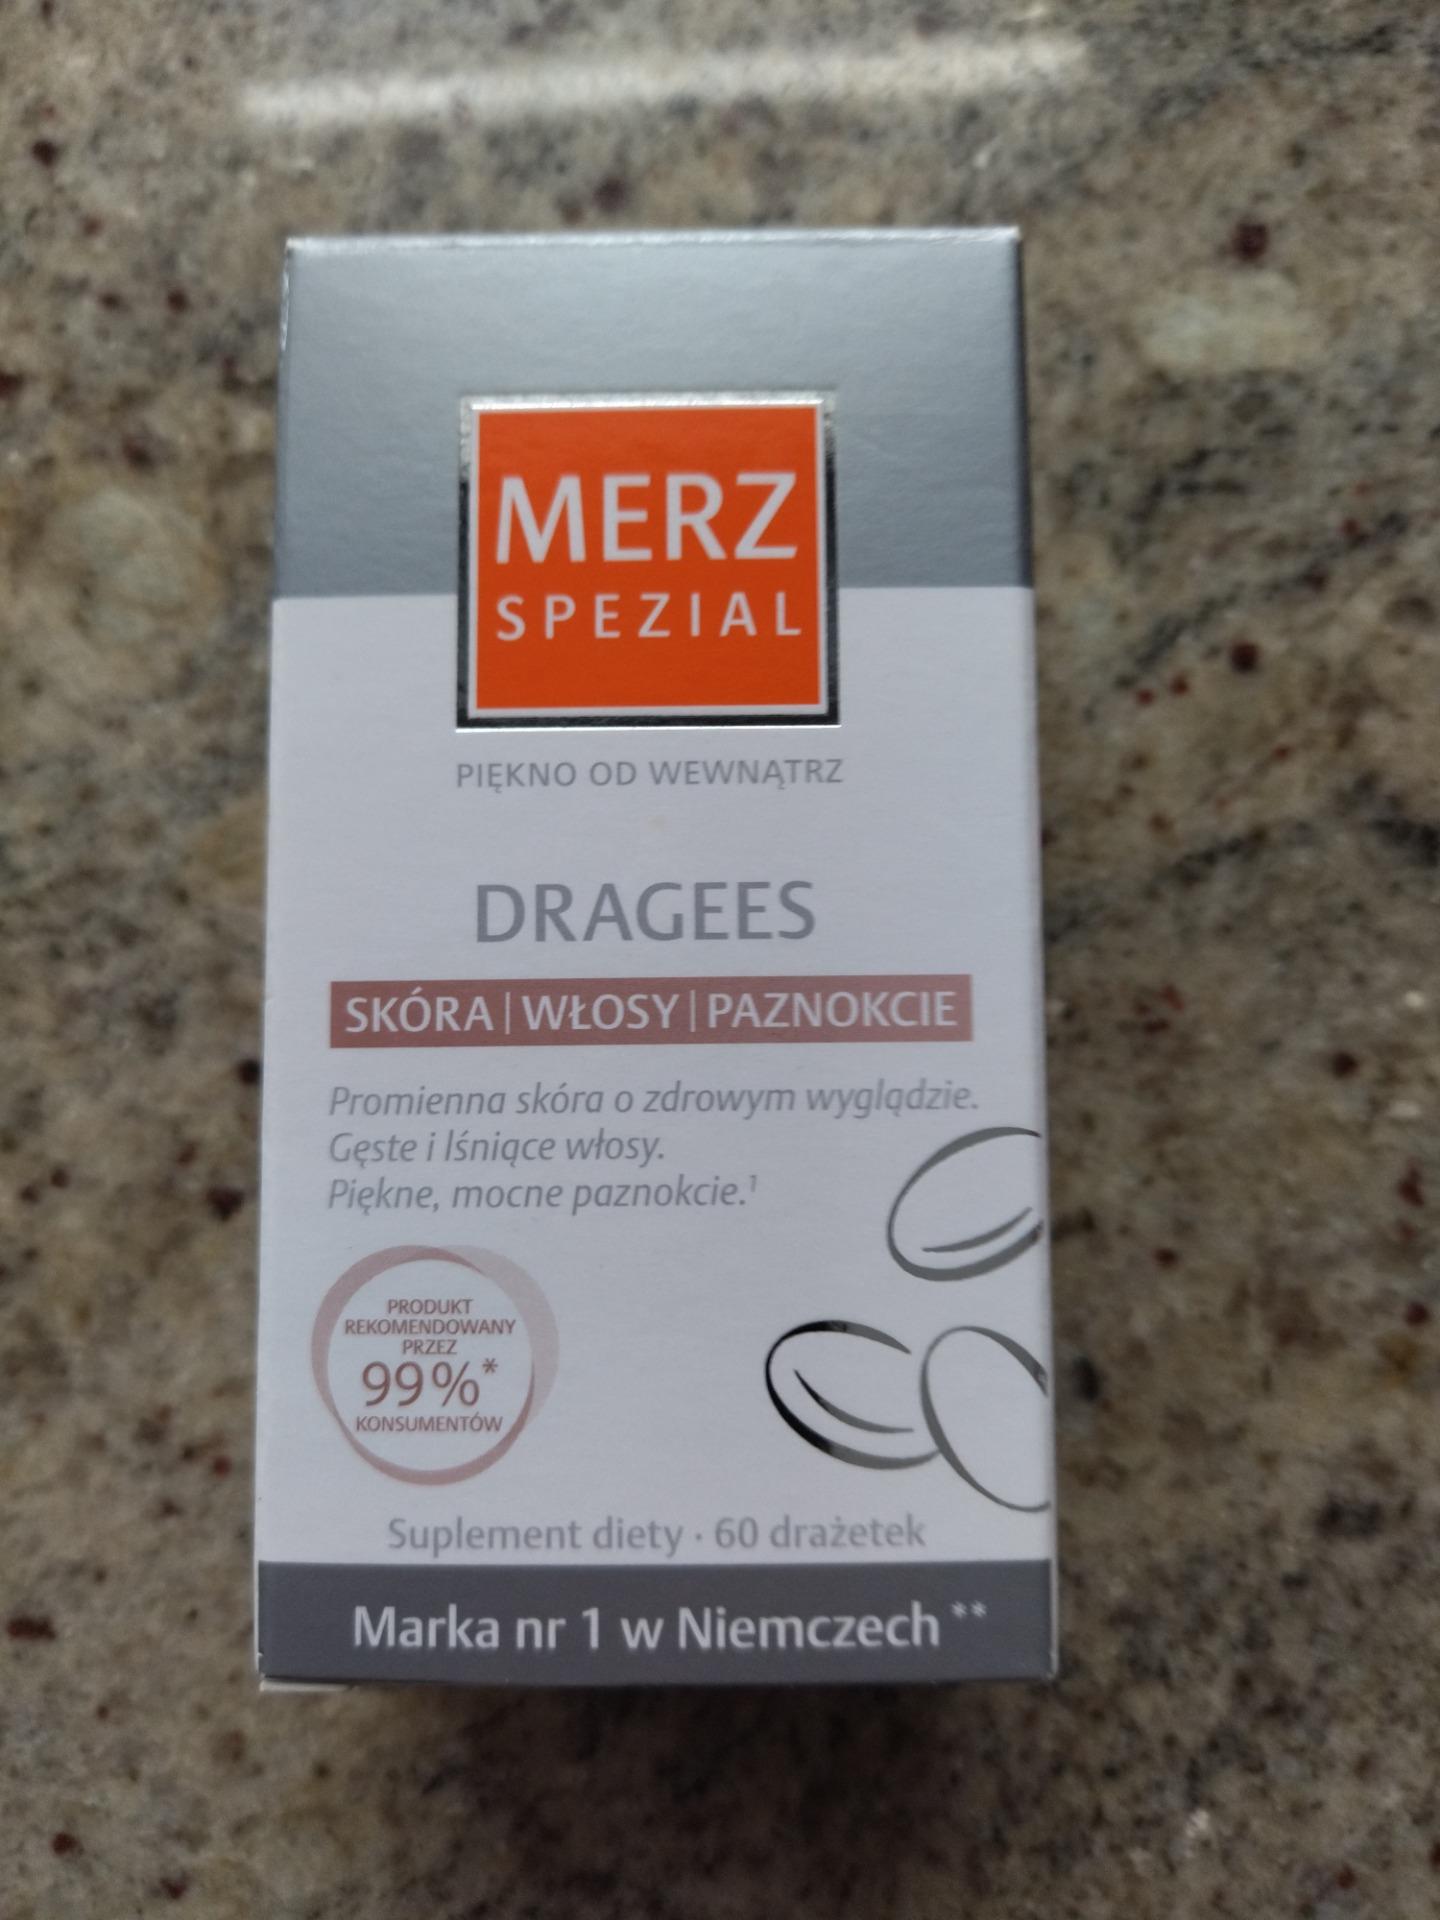 MERZ
SPEZIAL
PIĘKNO OD WEWNĄTRZ
DRAGEES
SKÓRA | WŁOSY | PAZNOKCIE
Promienna skóra o zdrowym wyglądzie.
Gęste i lśniące włosy.
Piękne, mocne paznokcie.¹
PRODUKT
REKOMENDOWANY
PRZEZ
99%*
KONSUMENTÓW
Suplement diety · 60 drażetek
Marka nr 1 w Niemczech **